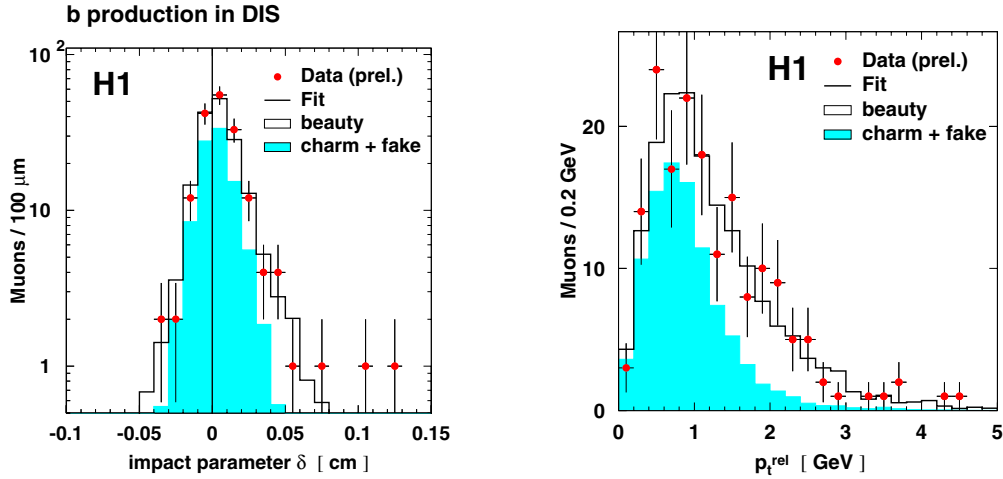 b production in DIS
10 2
10
1
Muons / 100 μm
H1
Data (prel.)
Fit
beauty
charm + fake
-0.1
-0.05
0
0.05
0.1
0.15
impact parameter δ [ cm ]
20
10
0
Muons / 0.2 GeV
H1
Data (prel.)
Fit
beauty
charm + fake
0
1
2
3
4
5
pₜʳᵉˡ [ GeV ]